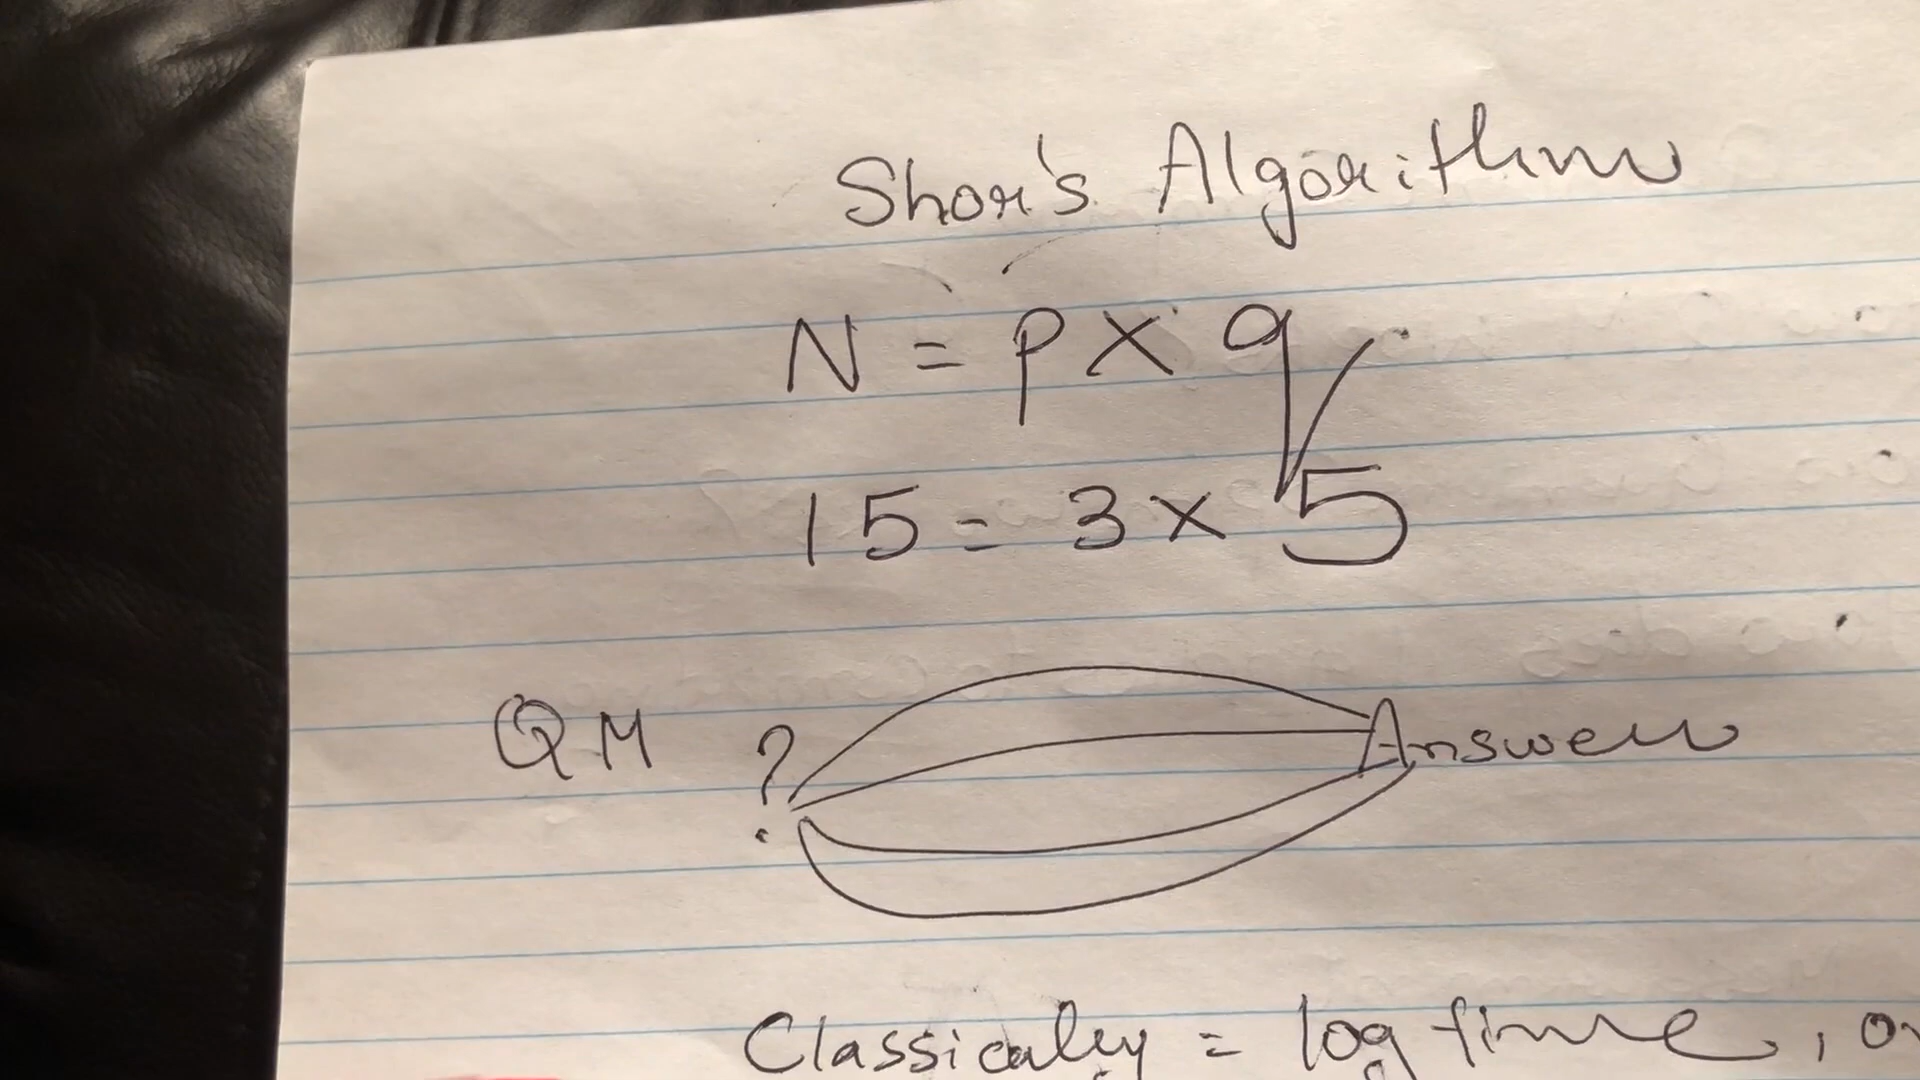 Shor's Algorithm
N = p × q
15 = 3 × 5
QM ? Answer
Classically = log time,